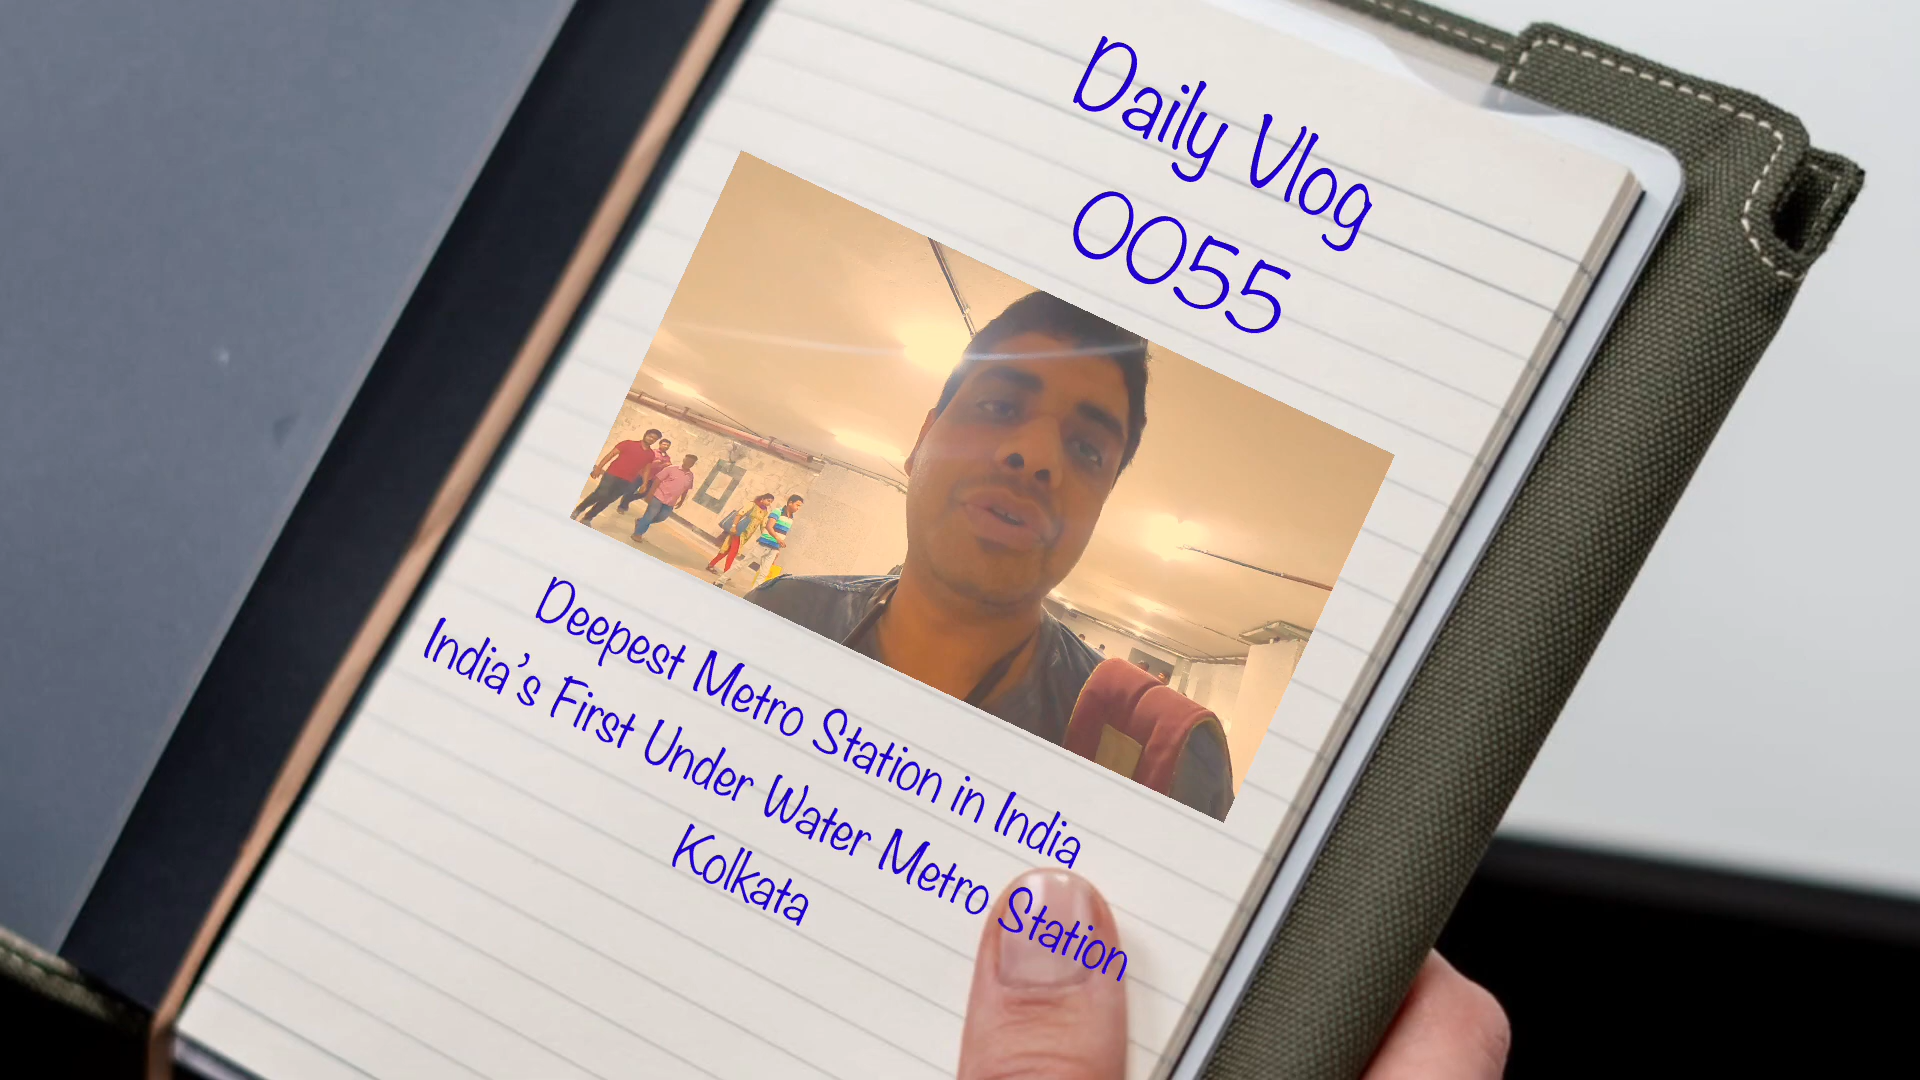 Daily Vlog
0055
Deepest Metro Station in India
India's First Under Water Metro Station
Kolkata